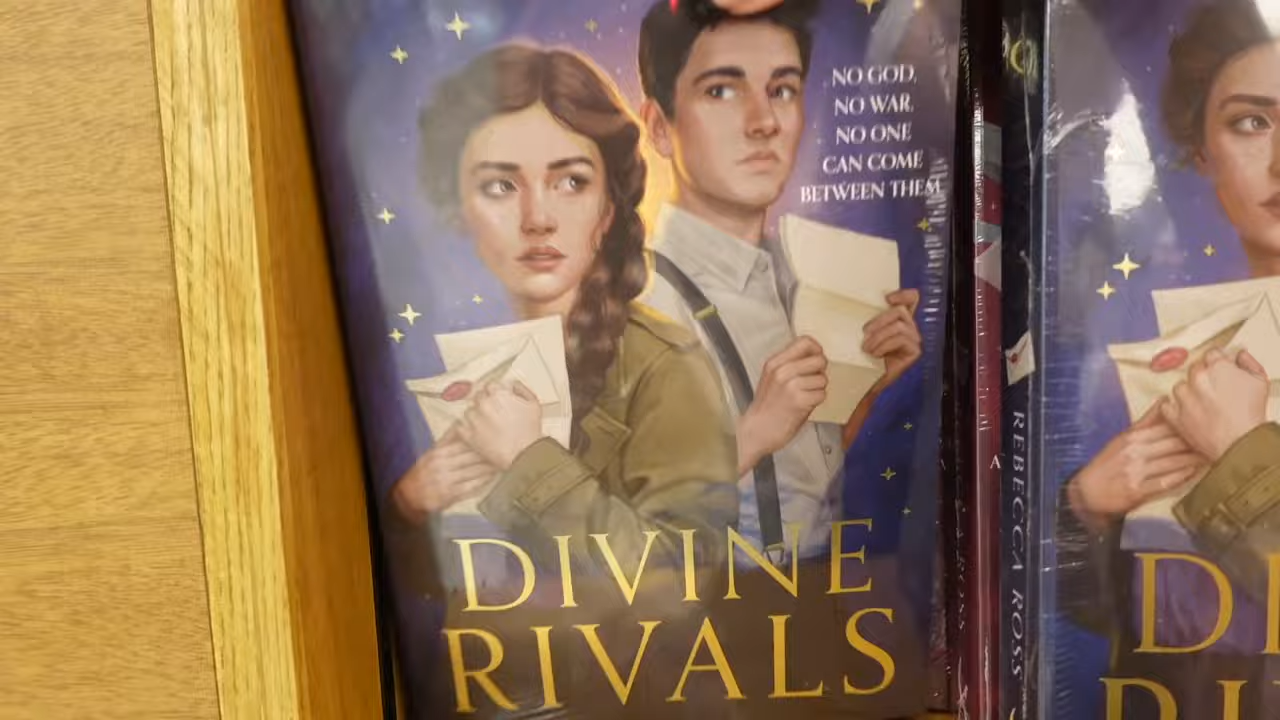 NO GOD,
NO WAR,
NO ONE
CAN COME
BETWEEN THEM
DIVINE
RIVALS
A
REBECCA ROSS